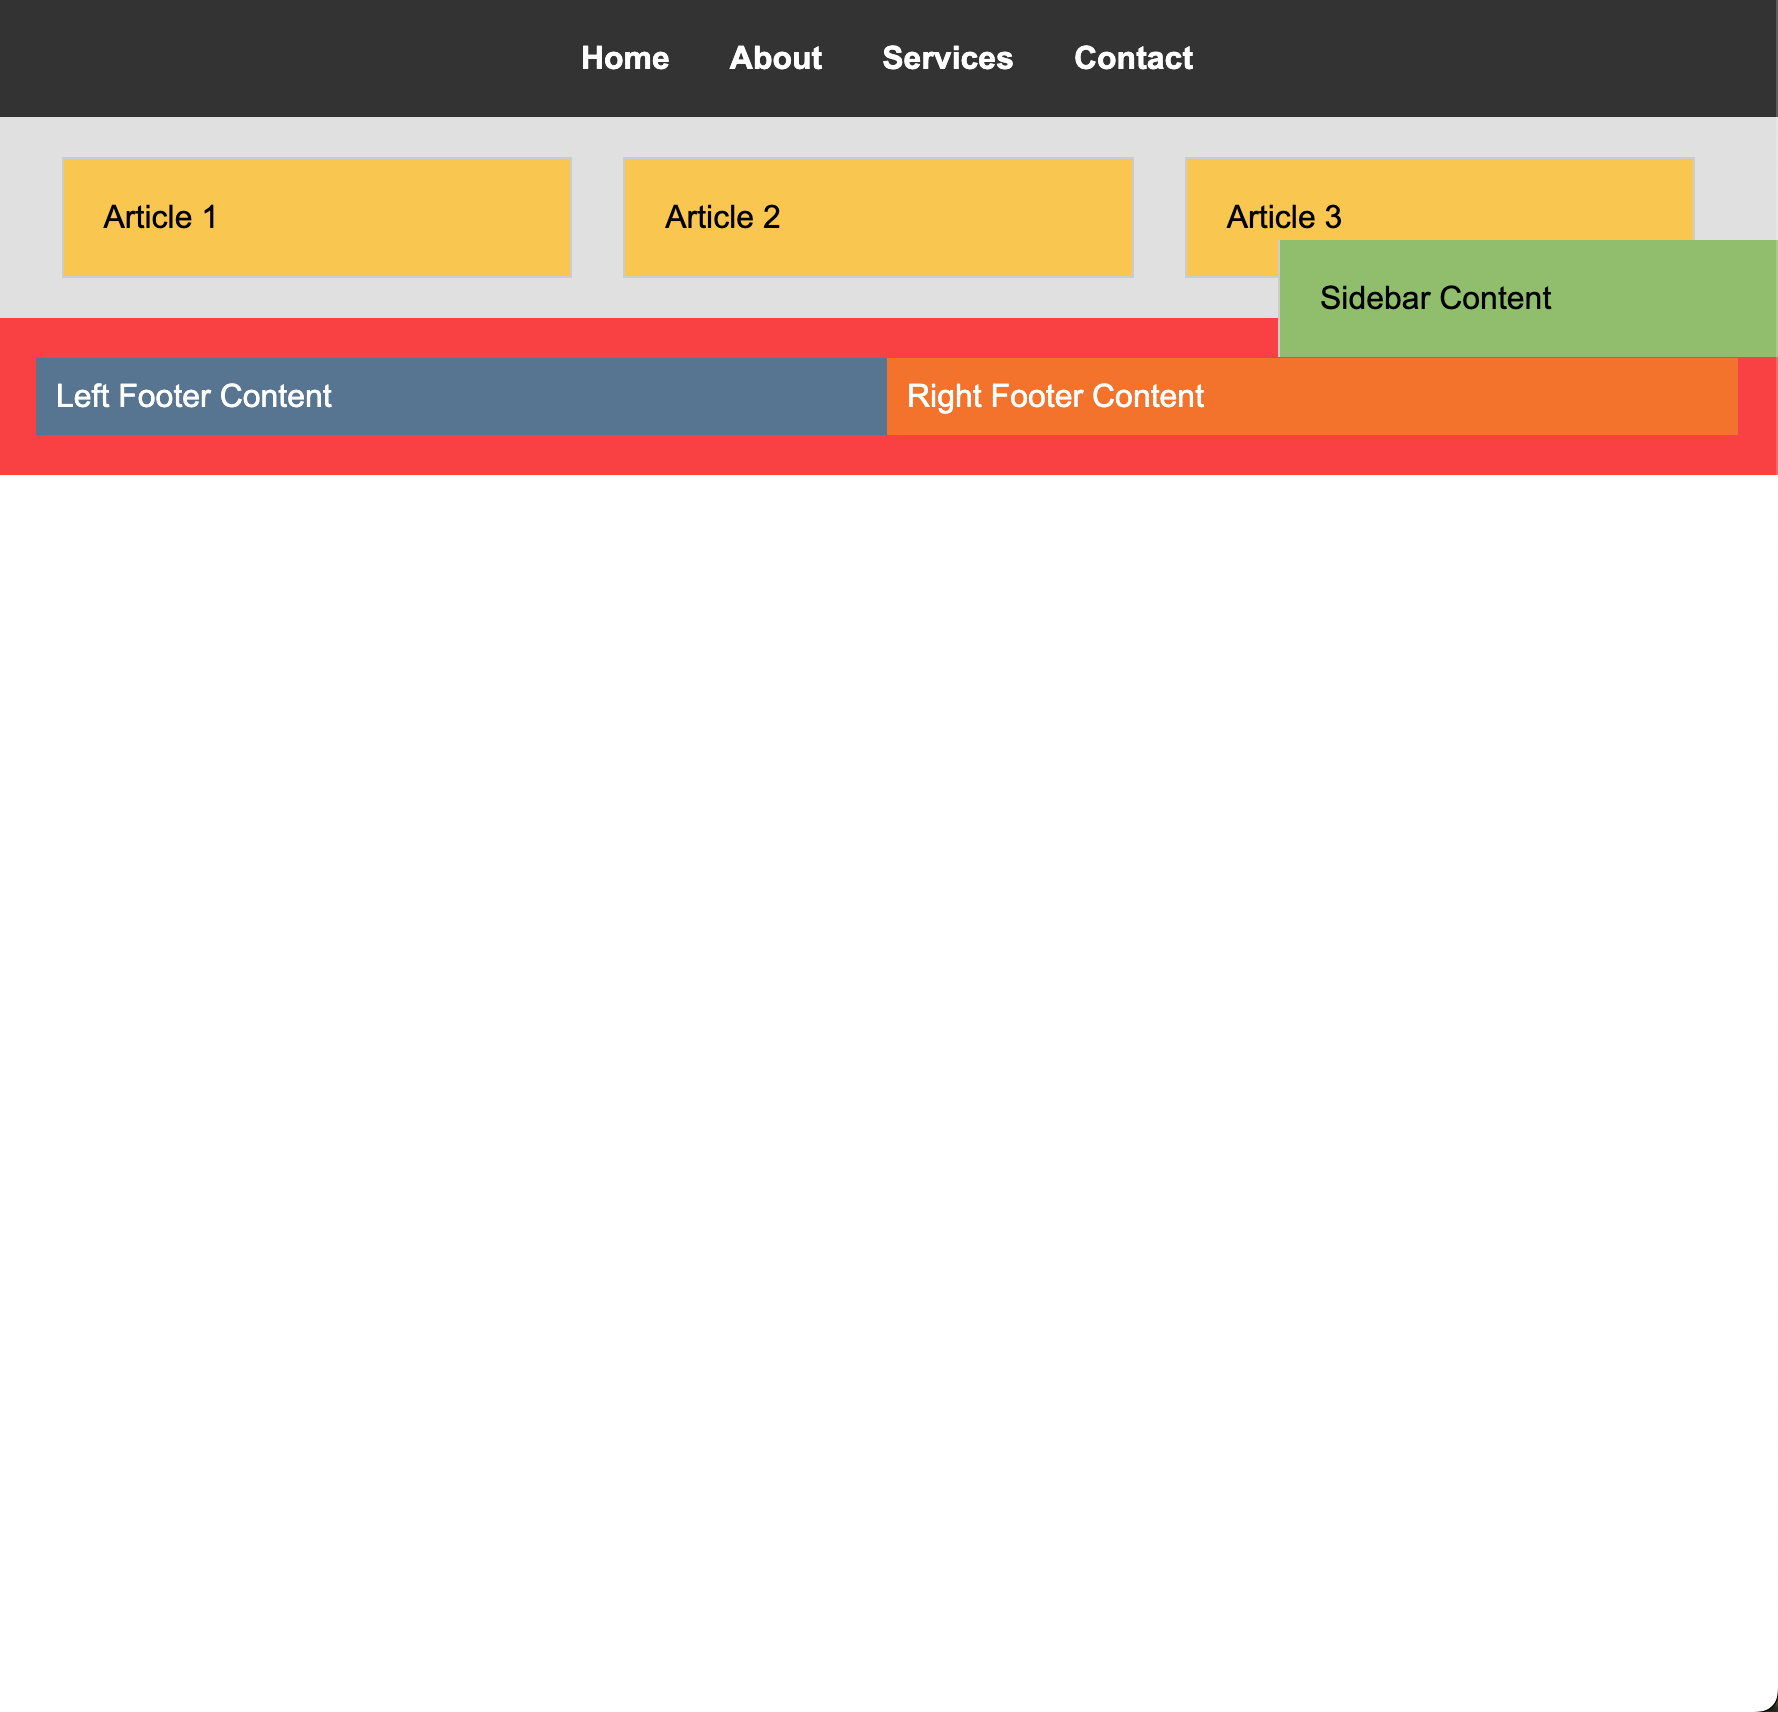 Home About Services Contact
Article 1 Article 2 Article 3
Sidebar Content
Left Footer Content Right Footer Content